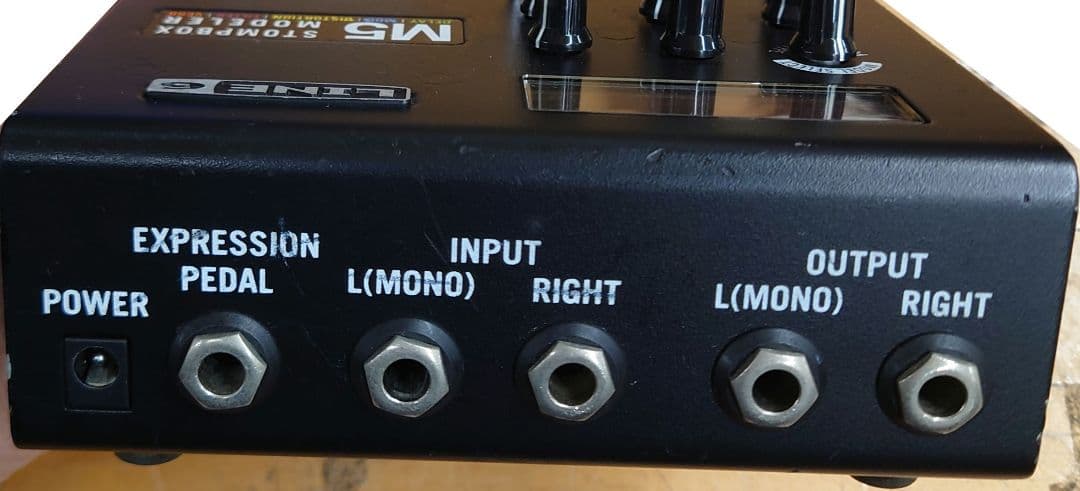 STOMPBOX
MODELER
M5
LINE 6
EXPRESSION
PEDAL
POWER
INPUT
L(MONO)
RIGHT
OUTPUT
L(MONO)
RIGHT